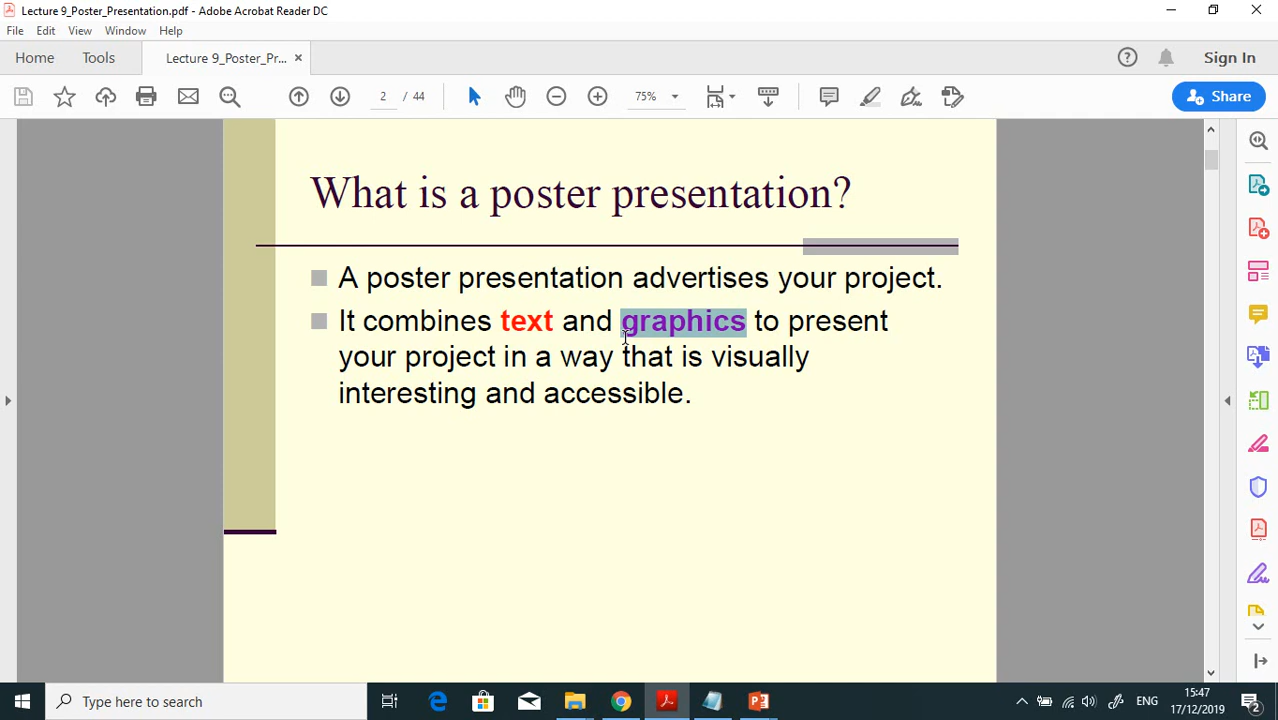 Lecture 9_Poster_Presentation.pdf - Adobe Acrobat Reader DC
File Edit View Window Help
Home Tools Lecture 9_Poster_Pr... × Sign In
2 / 44 75% Share
What is a poster presentation?
A poster presentation advertises your project.
It combines text and graphics to present
your project in a way that is visually
interesting and accessible.
Type here to search
ENG 15:47
17/12/2019 2